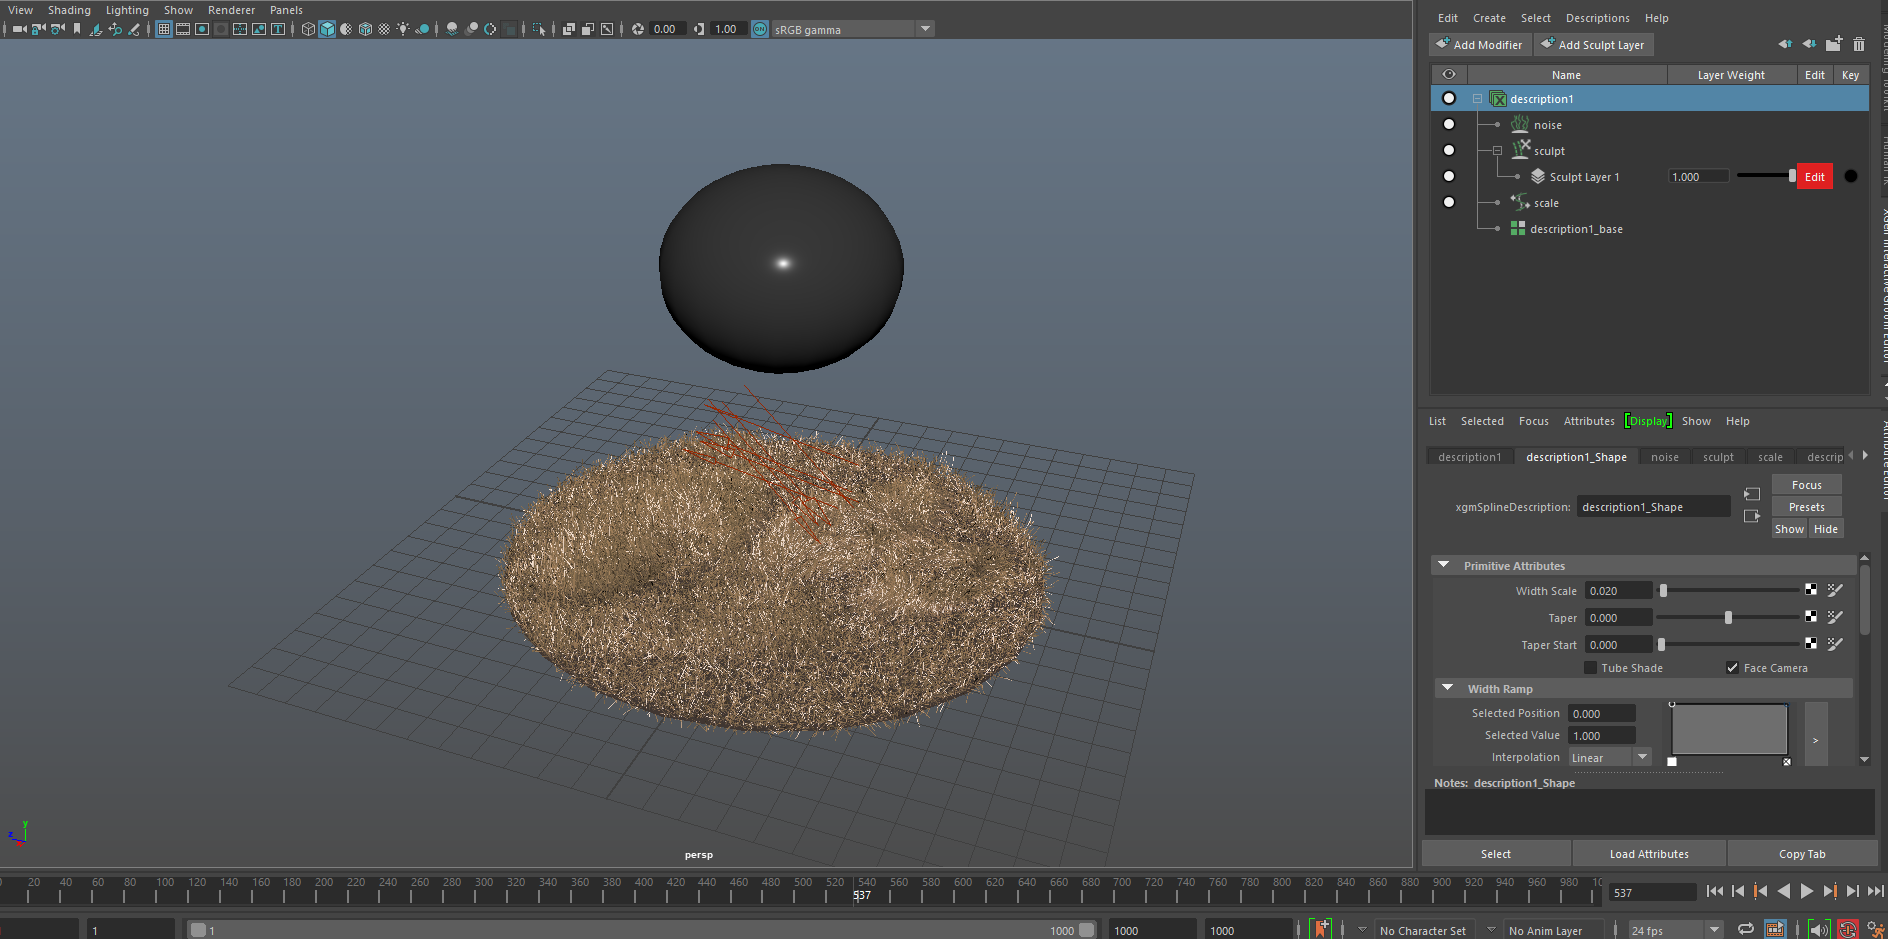 View Shading Lighting Show Renderer Panels
0.00 1.00 ON sRGB gamma
persp
y
z
Edit Create Select Descriptions Help
Add Modifier Add Sculpt Layer
Name Layer Weight Edit Key
description1
noise
sculpt
Sculpt Layer 1 1.000 Edit
scale
description1_base
List Selected Focus Attributes [Display] Show Help
description1 description1_Shape noise sculpt scale descrip
Focus
xgmSplineDescription: description1_Shape Presets
Show Hide
Primitive Attributes
Width Scale 0.020
Taper 0.000
Taper Start 0.000
Tube Shade Face Camera
Width Ramp
Selected Position 0.000
Selected Value 1.000
>
Interpolation Linear
Notes: description1_Shape
Select Load Attributes Copy Tab
20 40 60 80 100 120 140 160 180 200 220 240 260 280 300 320 340 360 380 400 420 440 460 480 500 520 540 560 580 600 620 640 660 680 700 720 740 760 780 800 820 840 860 880 900 920 940 960 980
537 537
1 1 1000 1000 1000 No Character Set No Anim Layer 24 fps